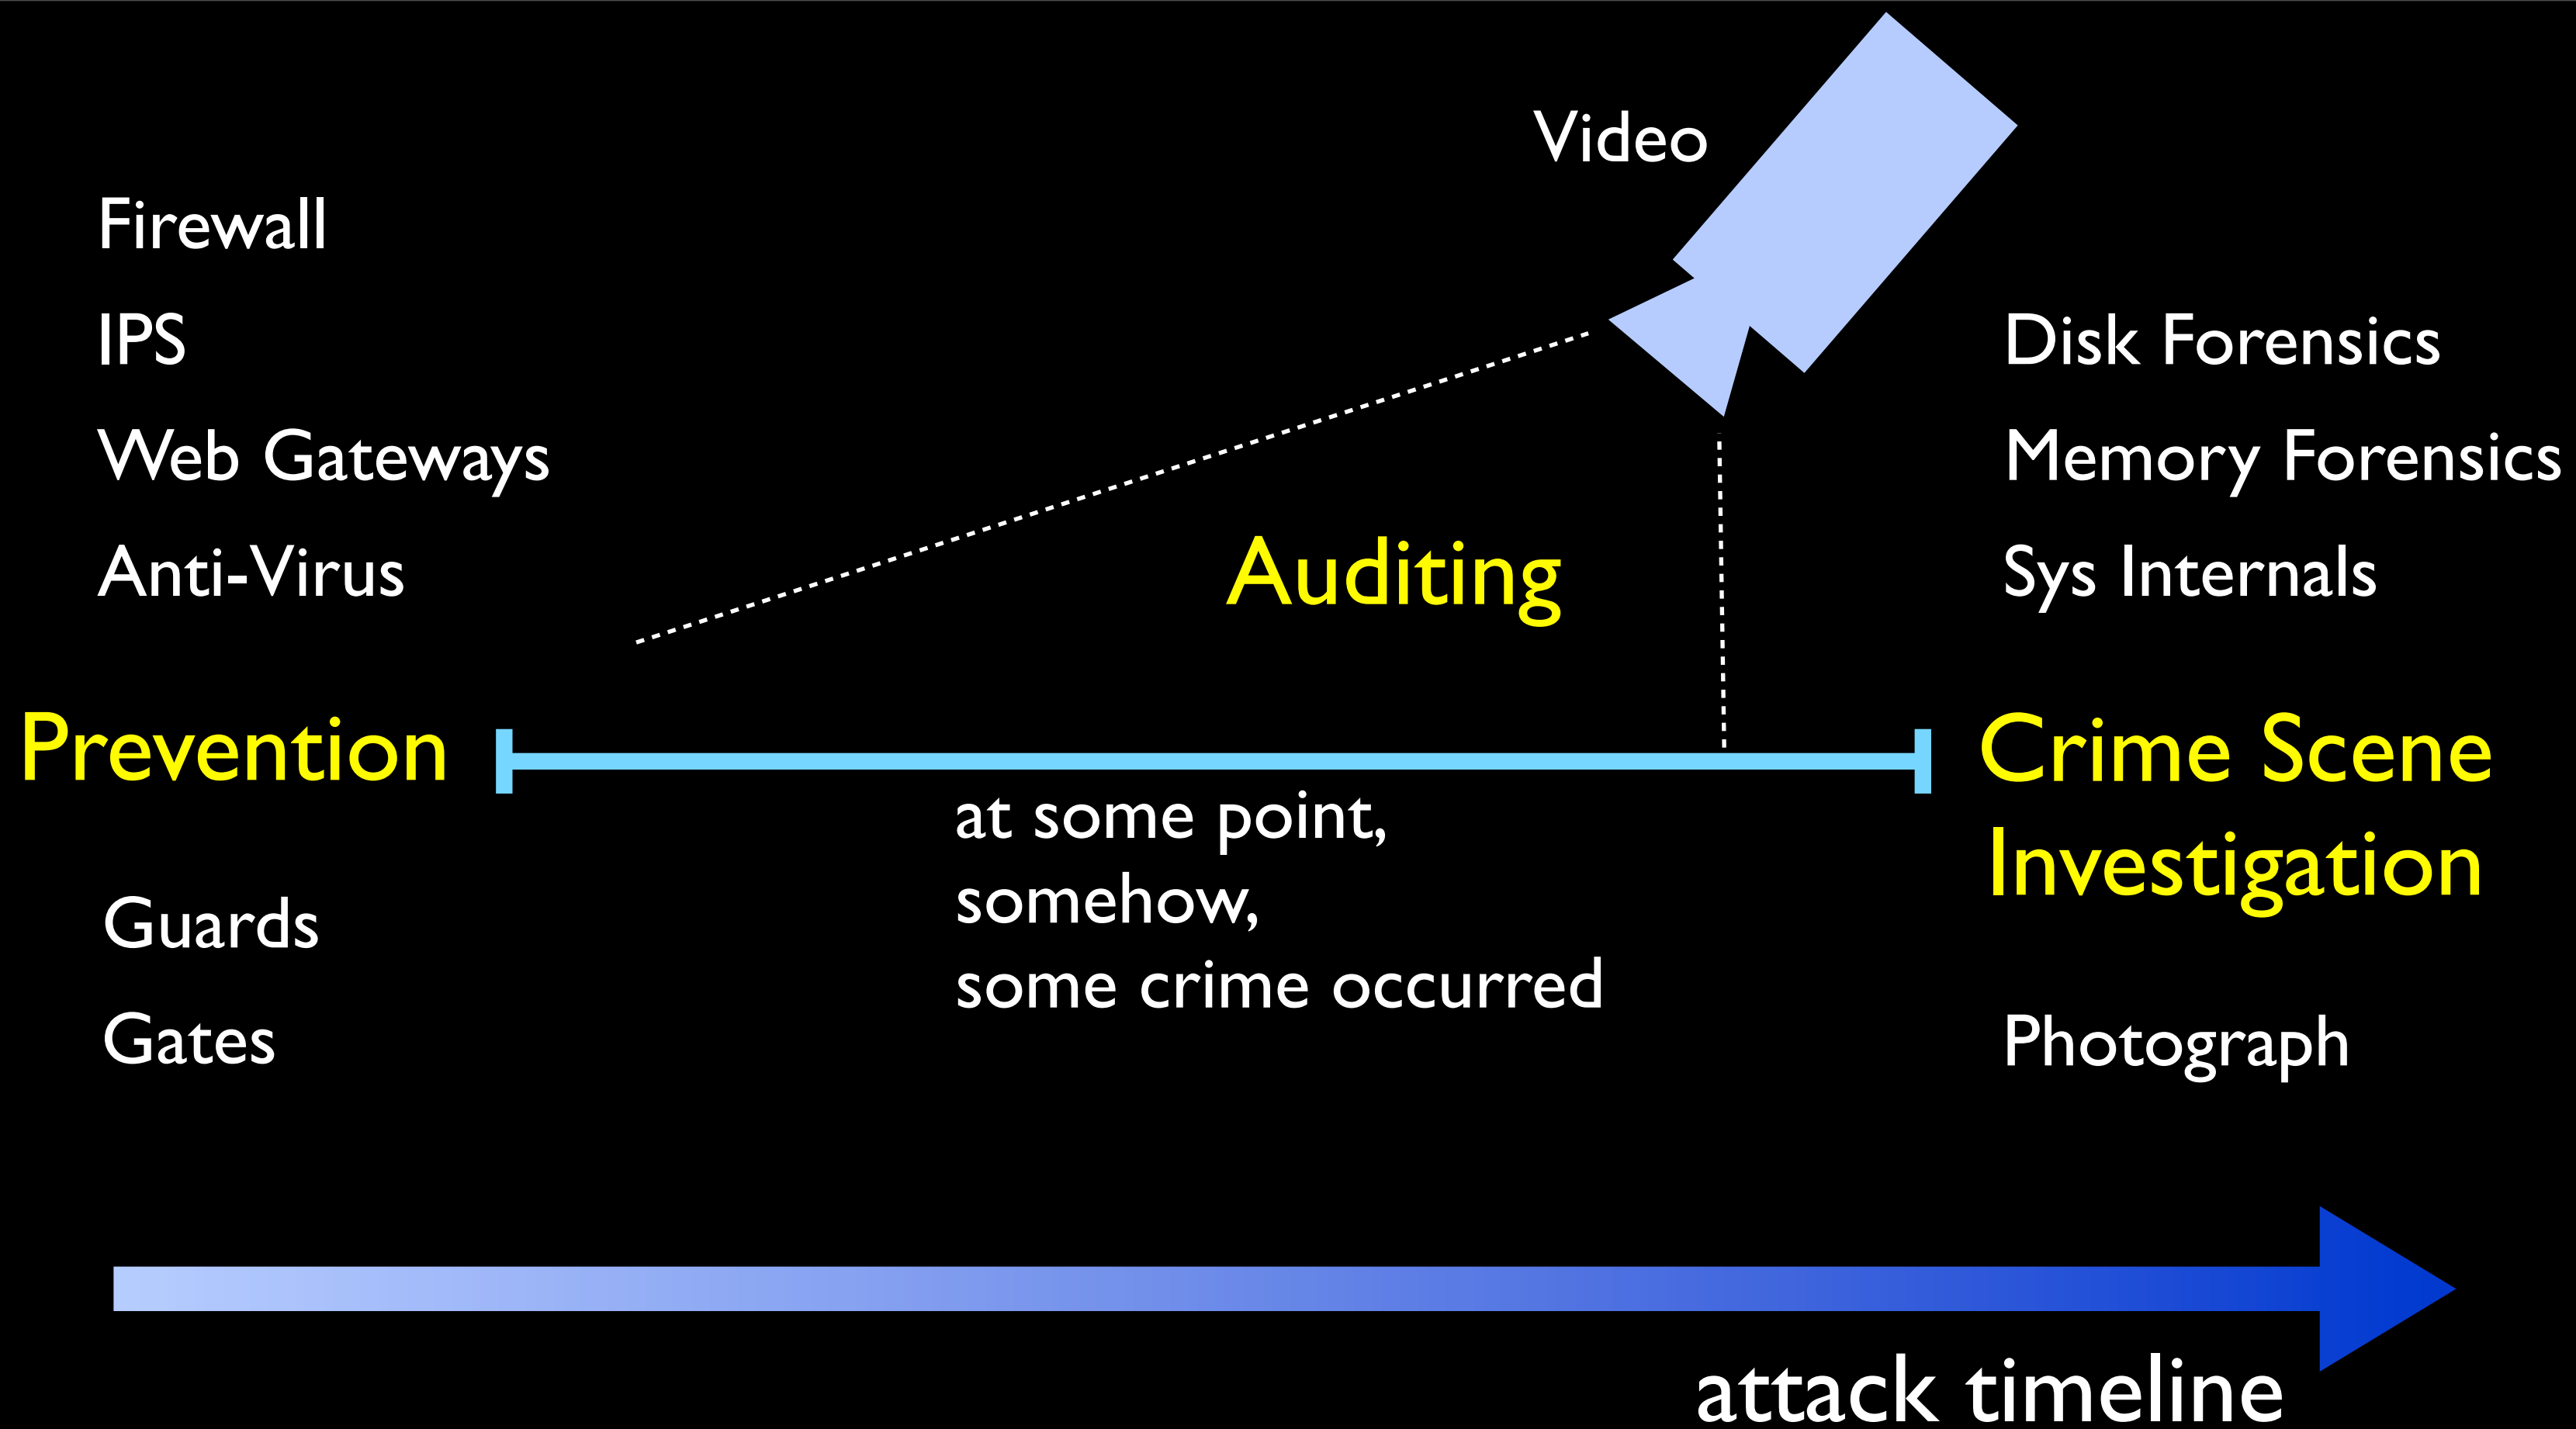 Video
Firewall
IPS
Web Gateways
Anti-Virus
Auditing
Disk Forensics
Memory Forensics
Sys Internals
Prevention
Crime Scene
Investigation
at some point,
somehow,
some crime occurred
Guards
Gates
Photograph
attack timeline